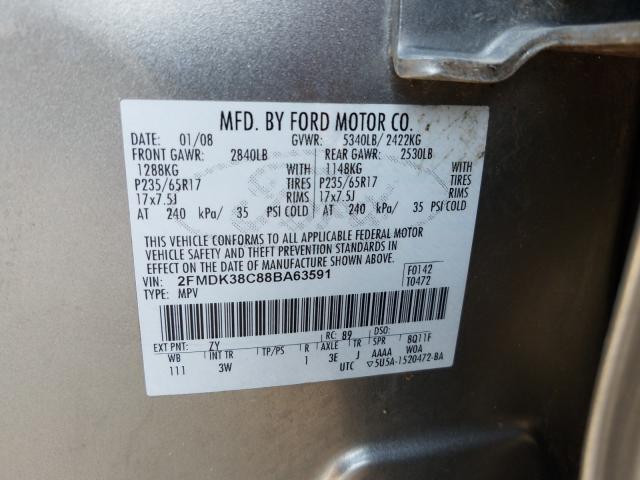 MFD. BY FORD MOTOR CO.
DATE: 01/08 GVWR: 5340LB/ 2422KG
FRONT GAWR: 2840LB REAR GAWR: 2530LB
1288KG WITH 1148KG WITH
P235/65R17 TIRES P235/65R17 TIRES
17x7.5J RIMS 17x7.5J RIMS
AT 240 kPa/ 35 PSI COLD AT 240 kPa/ 35 PSI COLD
THIS VEHICLE CONFORMS TO ALL APPLICABLE FEDERAL MOTOR
VEHICLE SAFETY AND THEFT PREVENTION STANDARDS IN
EFFECT ON THE DATE OF MANUFACTURE SHOWN ABOVE.
VIN: 2FMDK38C88BA63591 F0142
TYPE: MPV T0472
EXT PNT: ZY RC: 89 DSO:
WB INT TR TP/PS R AXLE TR SPR 8Q11F
111 3W 1 3E J AAAA W0A
UTC ▽5U5A-1520472-BA